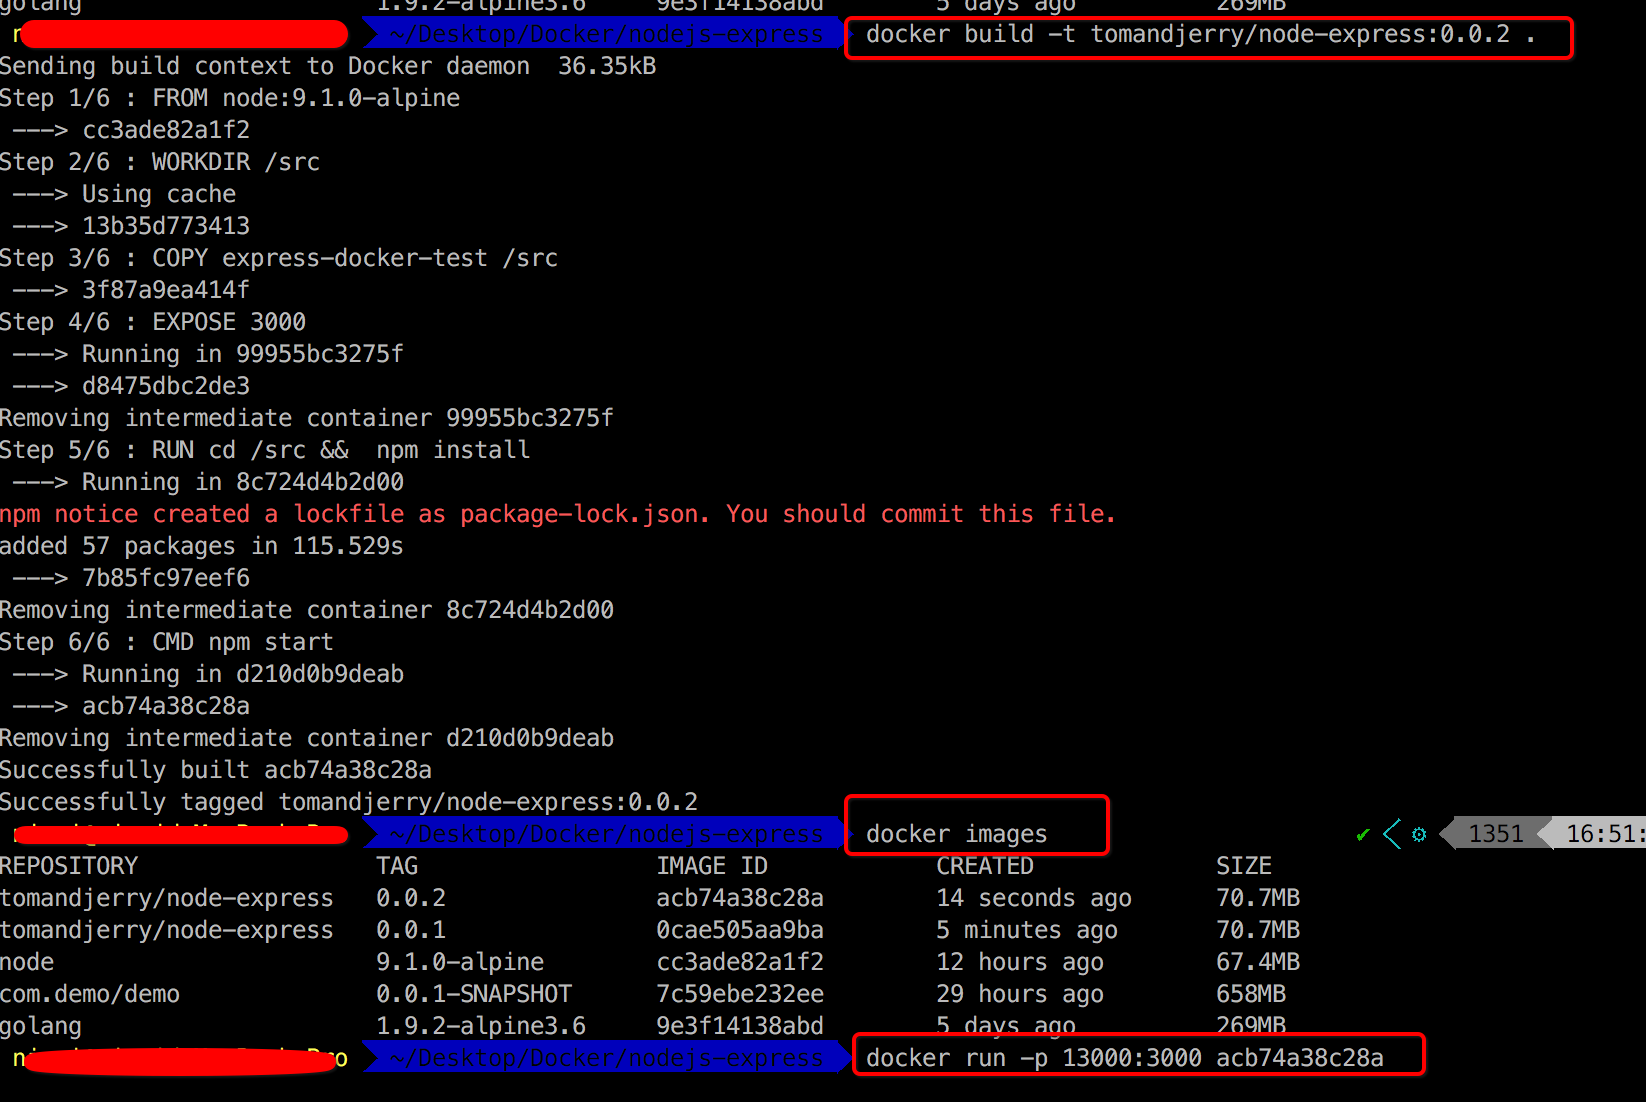 golang 1.9.2-alpine3.6 9e3f14138abd 5 days ago 269MB
~/Desktop/Docker/nodejs-express docker build -t tomandjerry/node-express:0.0.2 .
Sending build context to Docker daemon 36.35kB
Step 1/6 : FROM node:9.1.0-alpine
---> cc3ade82a1f2
Step 2/6 : WORKDIR /src
---> Using cache
---> 13b35d773413
Step 3/6 : COPY express-docker-test /src
---> 3f87a9ea414f
Step 4/6 : EXPOSE 3000
---> Running in 99955bc3275f
---> d8475dbc2de3
Removing intermediate container 99955bc3275f
Step 5/6 : RUN cd /src && npm install
---> Running in 8c724d4b2d00
npm notice created a lockfile as package-lock.json. You should commit this file.
added 57 packages in 115.529s
---> 7b85fc97eef6
Removing intermediate container 8c724d4b2d00
Step 6/6 : CMD npm start
---> Running in d210d0b9deab
---> acb74a38c28a
Removing intermediate container d210d0b9deab
Successfully built acb74a38c28a
Successfully tagged tomandjerry/node-express:0.0.2
~/Desktop/Docker/nodejs-express docker images ✔ ⚙ 1351 16:51:
REPOSITORY TAG IMAGE ID CREATED SIZE
tomandjerry/node-express 0.0.2 acb74a38c28a 14 seconds ago 70.7MB
tomandjerry/node-express 0.0.1 0cae505aa9ba 5 minutes ago 70.7MB
node 9.1.0-alpine cc3ade82a1f2 12 hours ago 67.4MB
com.demo/demo 0.0.1-SNAPSHOT 7c59ebe232ee 29 hours ago 658MB
golang 1.9.2-alpine3.6 9e3f14138abd 5 days ago 269MB
~/Desktop/Docker/nodejs-express docker run -p 13000:3000 acb74a38c28a